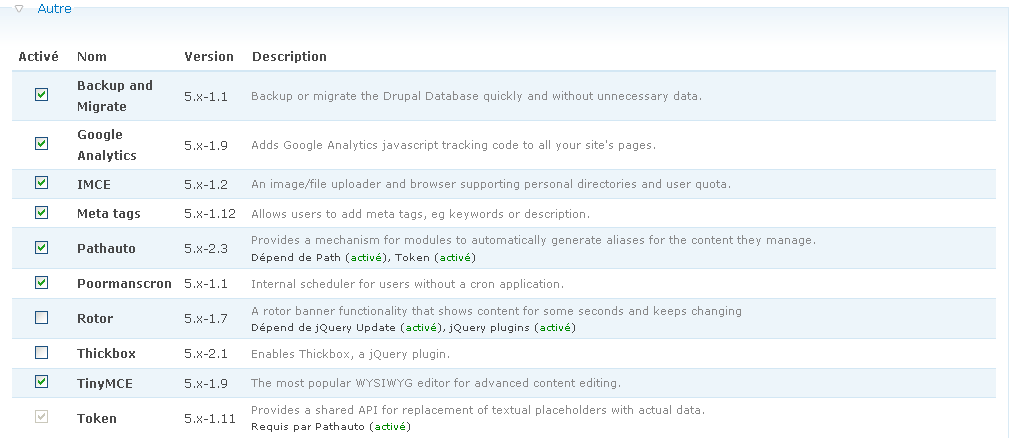 Autre
Activé Nom Version Description
Backup and
Migrate 5.x-1.1 Backup or migrate the Drupal Database quickly and without unnecessary data.
Google
Analytics 5.x-1.9 Adds Google Analytics javascript tracking code to all your site's pages.
IMCE 5.x-1.2 An image/file uploader and browser supporting personal directories and user quota.
Meta tags 5.x-1.12 Allows users to add meta tags, eg keywords or description.
Pathauto 5.x-2.3 Provides a mechanism for modules to automatically generate aliases for the content they manage.
Dépend de Path (activé), Token (activé)
Poormanscron 5.x-1.1 Internal scheduler for users without a cron application.
Rotor 5.x-1.7 A rotor banner functionality that shows content for some seconds and keeps changing
Dépend de jQuery Update (activé), jQuery plugins (activé)
Thickbox 5.x-2.1 Enables Thickbox, a jQuery plugin.
TinyMCE 5.x-1.9 The most popular WYSIWYG editor for advanced content editing.
Token 5.x-1.11 Provides a shared API for replacement of textual placeholders with actual data.
Requis par Pathauto (activé)